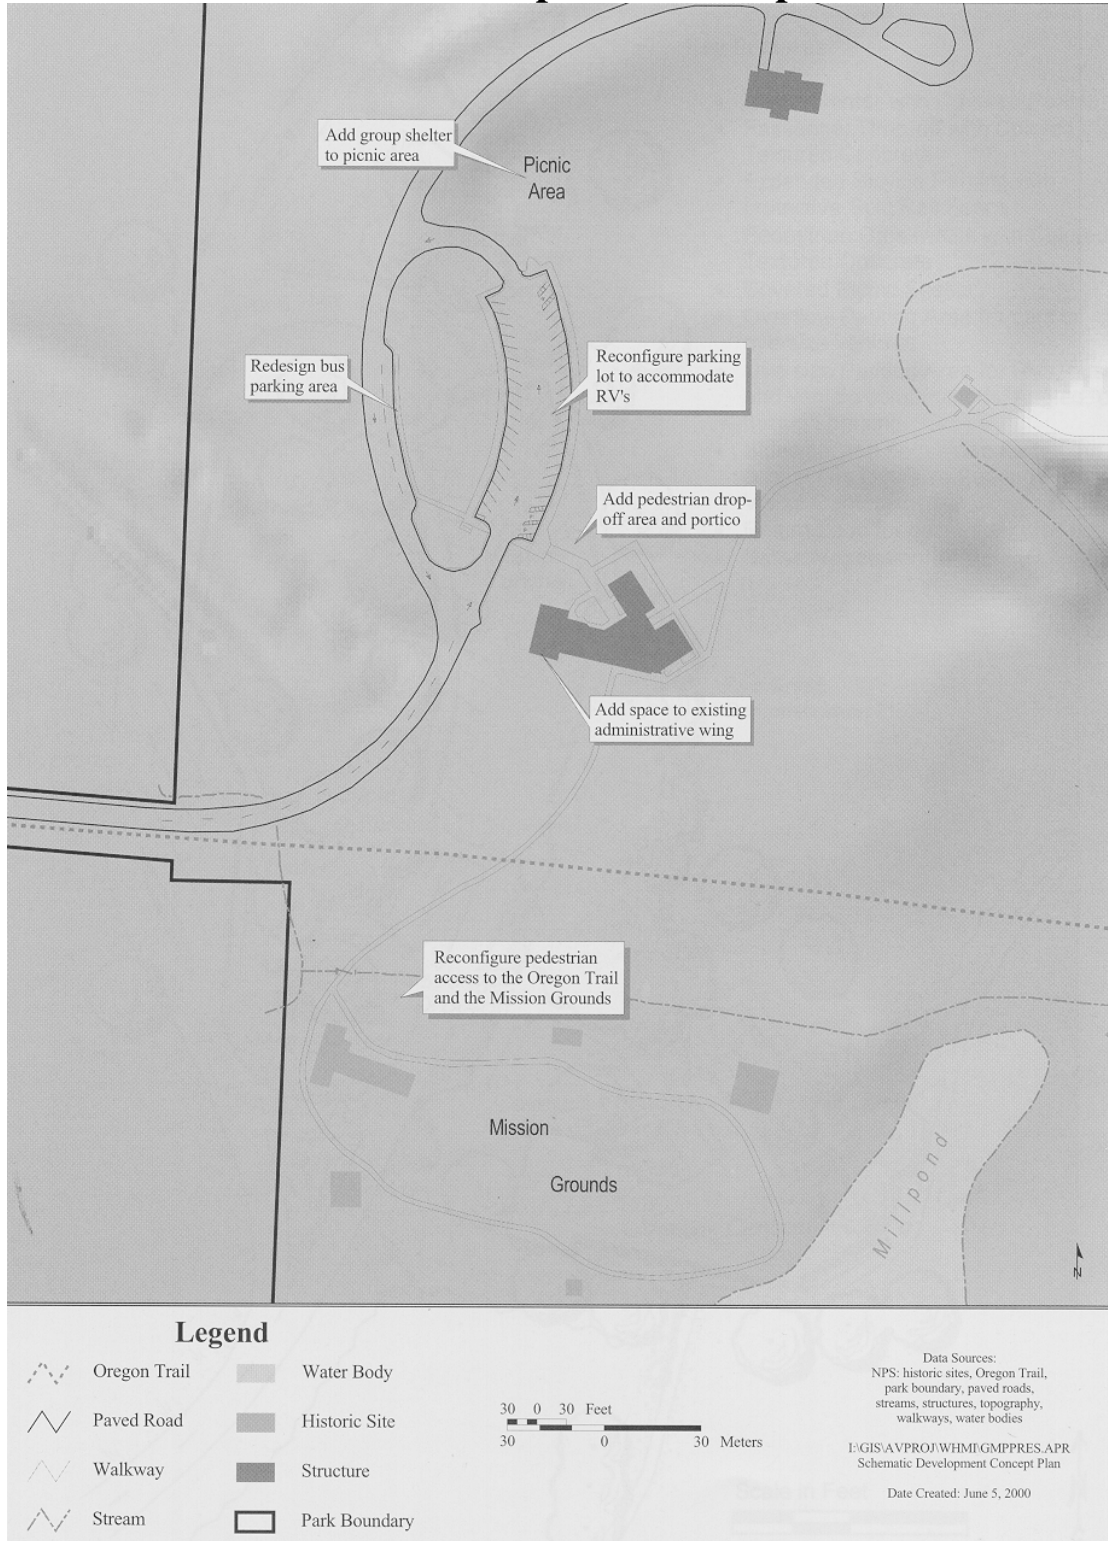 Add group shelter
to picnic area
Picnic
Area
Redesign bus
parking area
Reconfigure parking
lot to accommodate
RV's
Add pedestrian drop-
off area and portico
Add space to existing
administrative wing
Reconfigure pedestrian
access to the Oregon Trail
and the Mission Grounds
Mission
Grounds
Millpond
N
Legend
Oregon Trail
Paved Road
Walkway
Stream
Water Body
Historic Site
Structure
Park Boundary
30 0 30 Feet
30 0 30 Meters
Data Sources:
NPS: historic sites, Oregon Trail,
park boundary, paved roads,
streams, structures, topography,
walkways, water bodies
I:\GIS\AVPROJ\WHMI\GMPPRES.APR
Schematic Development Concept Plan
Date Created: June 5, 2000